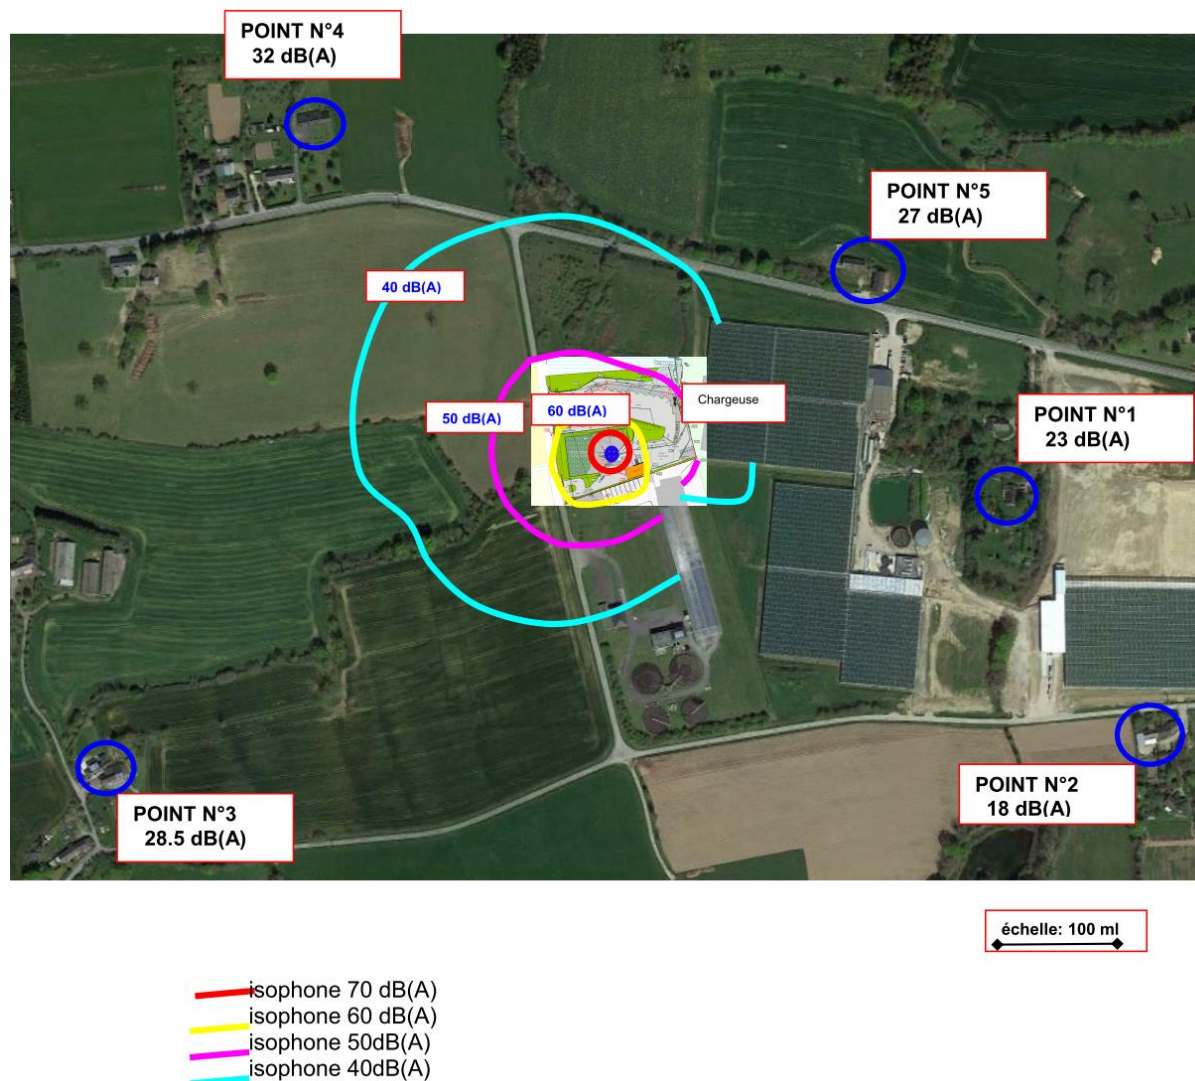 POINT N°4
32 dB(A)
POINT N°5
27 dB(A)
40 dB(A)
50 dB(A)
60 dB(A)
Chargeuse
POINT N°1
23 dB(A)
POINT N°3
28.5 dB(A)
POINT N°2
18 dB(A)
échelle: 100 ml
isophone 70 dB(A)
isophone 60 dB(A)
isophone 50dB(A)
isophone 40dB(A)